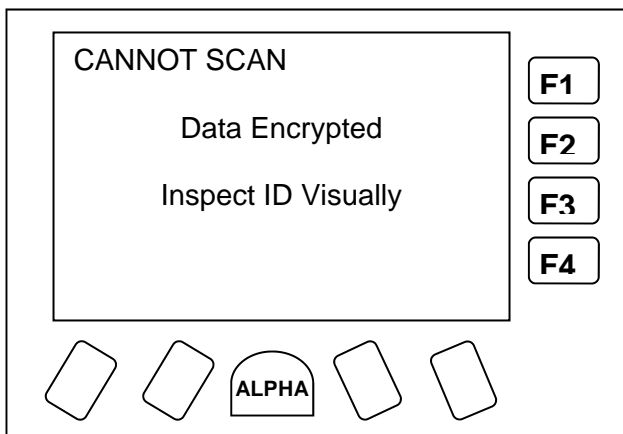 CANNOT SCAN
F1
Data Encrypted
F2
Inspect ID Visually
F3
F4
ALPHA